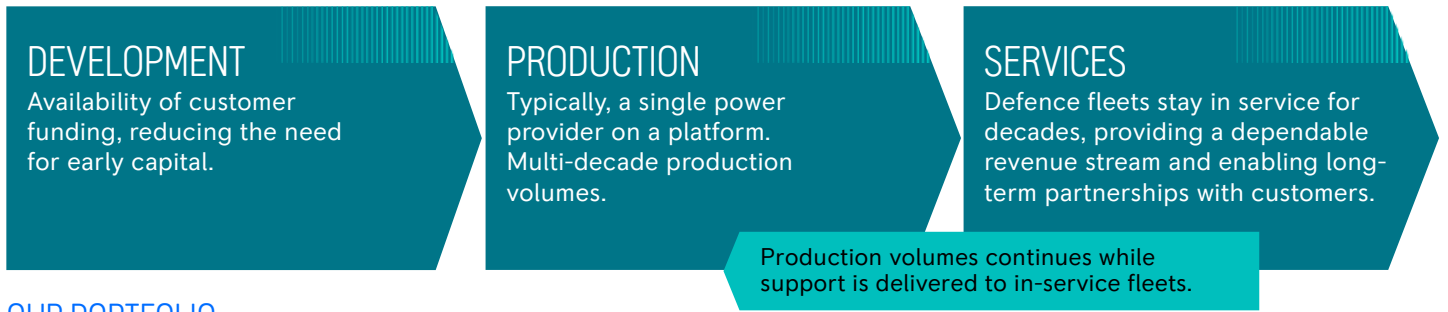 DEVELOPMENT
Availability of customer
funding, reducing the need
for early capital.
PRODUCTION
Typically, a single power
provider on a platform.
Multi-decade production
volumes.
SERVICES
Defence fleets stay in service for
decades, providing a dependable
revenue stream and enabling long-
term partnerships with customers.
Production volumes continues while
support is delivered to in-service fleets.
OUR PORTFOLIO